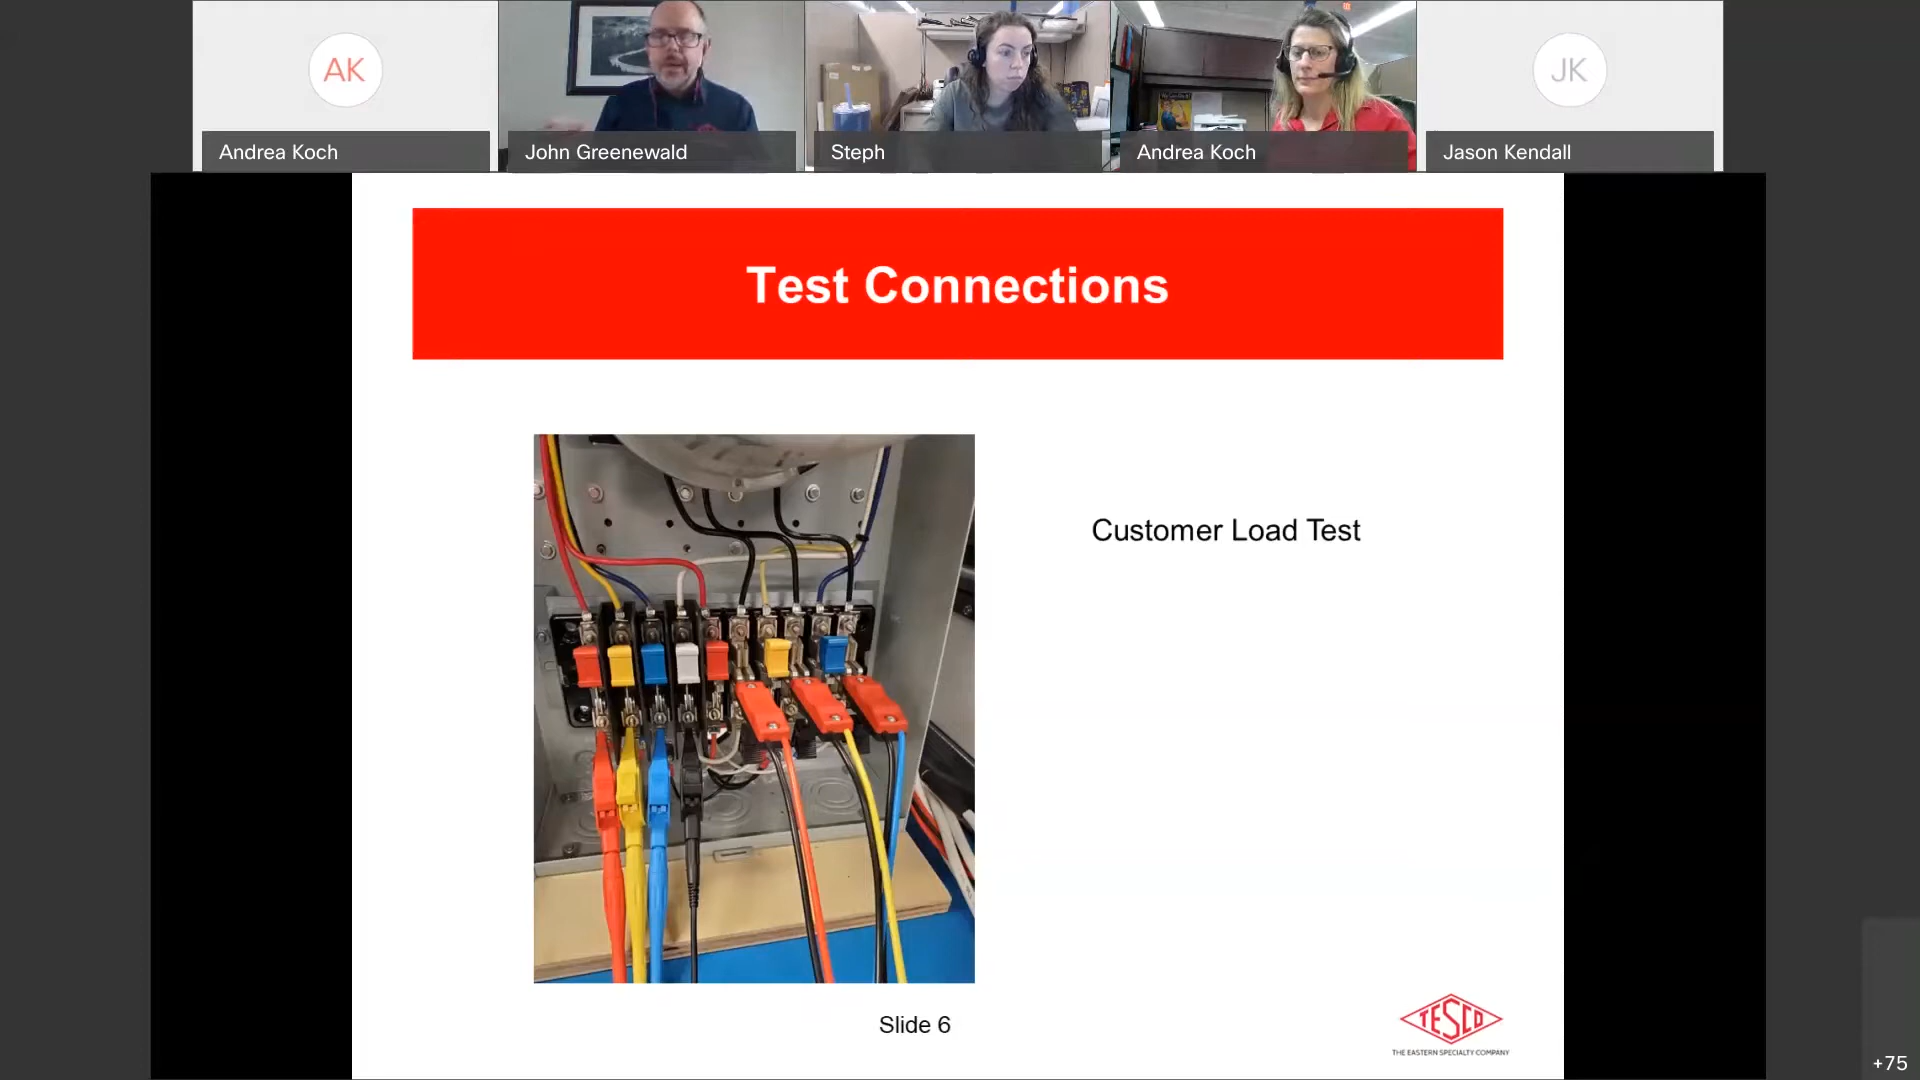 AK
JK
Andrea Koch
John Greenewald
Steph
Andrea Koch
Jason Kendall
Test Connections
Customer Load Test
Slide 6
TESCO
THE EASTERN SPECIALTY COMPANY
+75